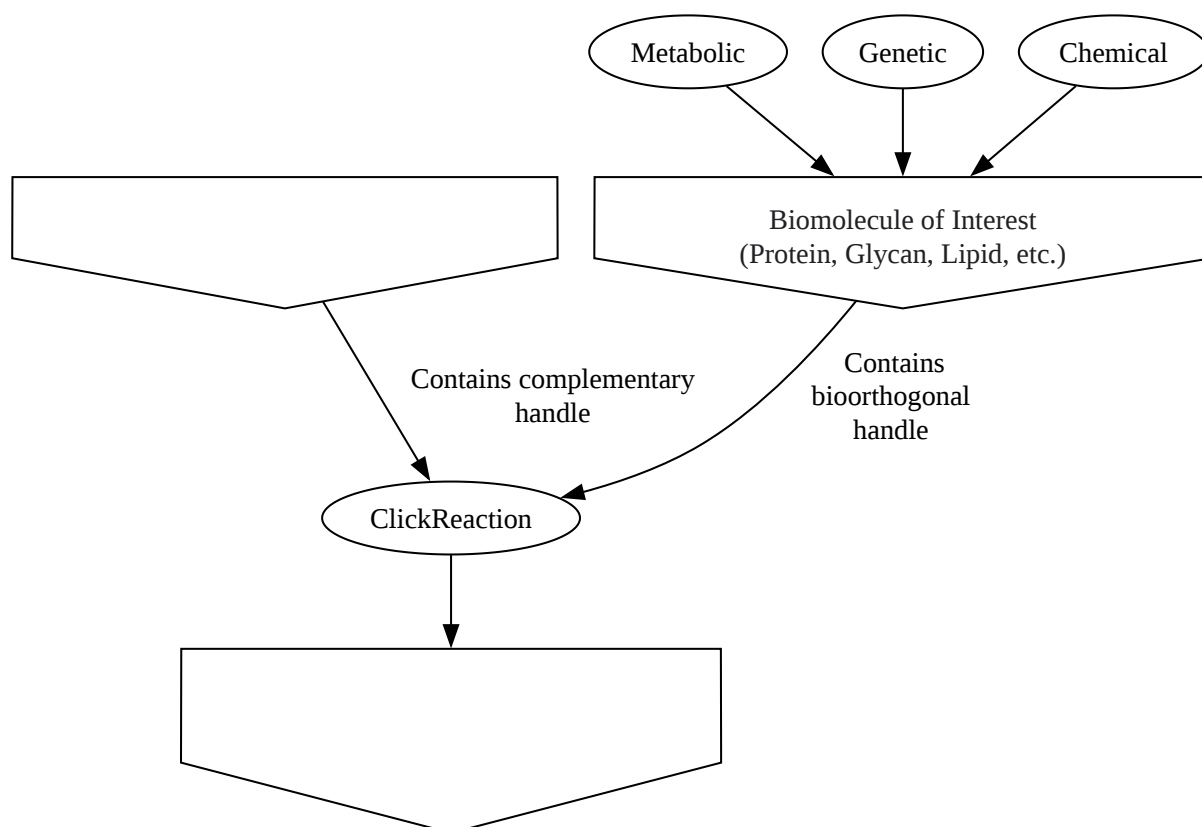 Metabolic
Genetic
Chemical
Biomolecule of Interest
(Protein, Glycan, Lipid, etc.)
Contains complementary
handle
Contains
bioorthogonal
handle
ClickReaction